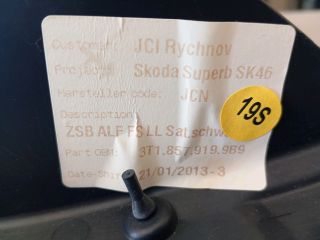 Customer: JCI Rychnov
Project: Skoda Superb SK46
Hersteller code: JCN
Description:
ZSB ALF FS LL Sat.schw.
Part OEM: 3T1.857.919.9B9
Date-Shift 21/01/2013-3
19S